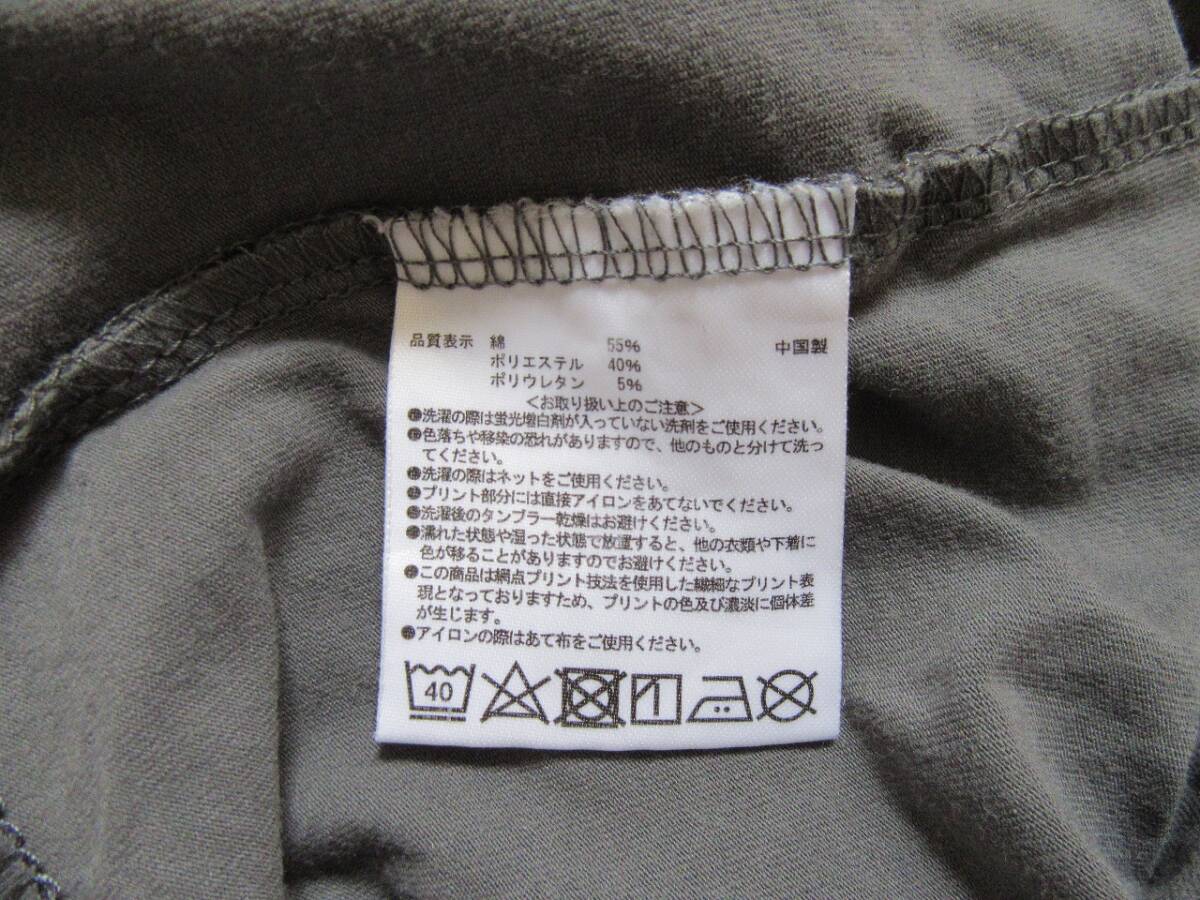 品質表示 綿 55% 中国製
ポリエステル 40%
ポリウレタン 5%
<お取り扱い上のご注意>
●洗濯の際は蛍光増白剤が入っていない洗剤をご使用ください。
●色落ちや移染の恐れがありますので、他のものと分けて洗っ
てください。
●洗濯の際はネットをご使用ください。
●プリント部分には直接アイロンをあてないでください。
●洗濯後のタンブラー乾燥はお避けください。
●濡れた状態や湿った状態で放置すると、他の衣類や下着に
色が移ることがありますのでお避けください。
●この商品は網点プリント技法を使用した繊細なプリント表
現となっておりますため、プリントの色及び濃淡に個体差
が生じます。
●アイロンの際はあて布をご使用ください。
40